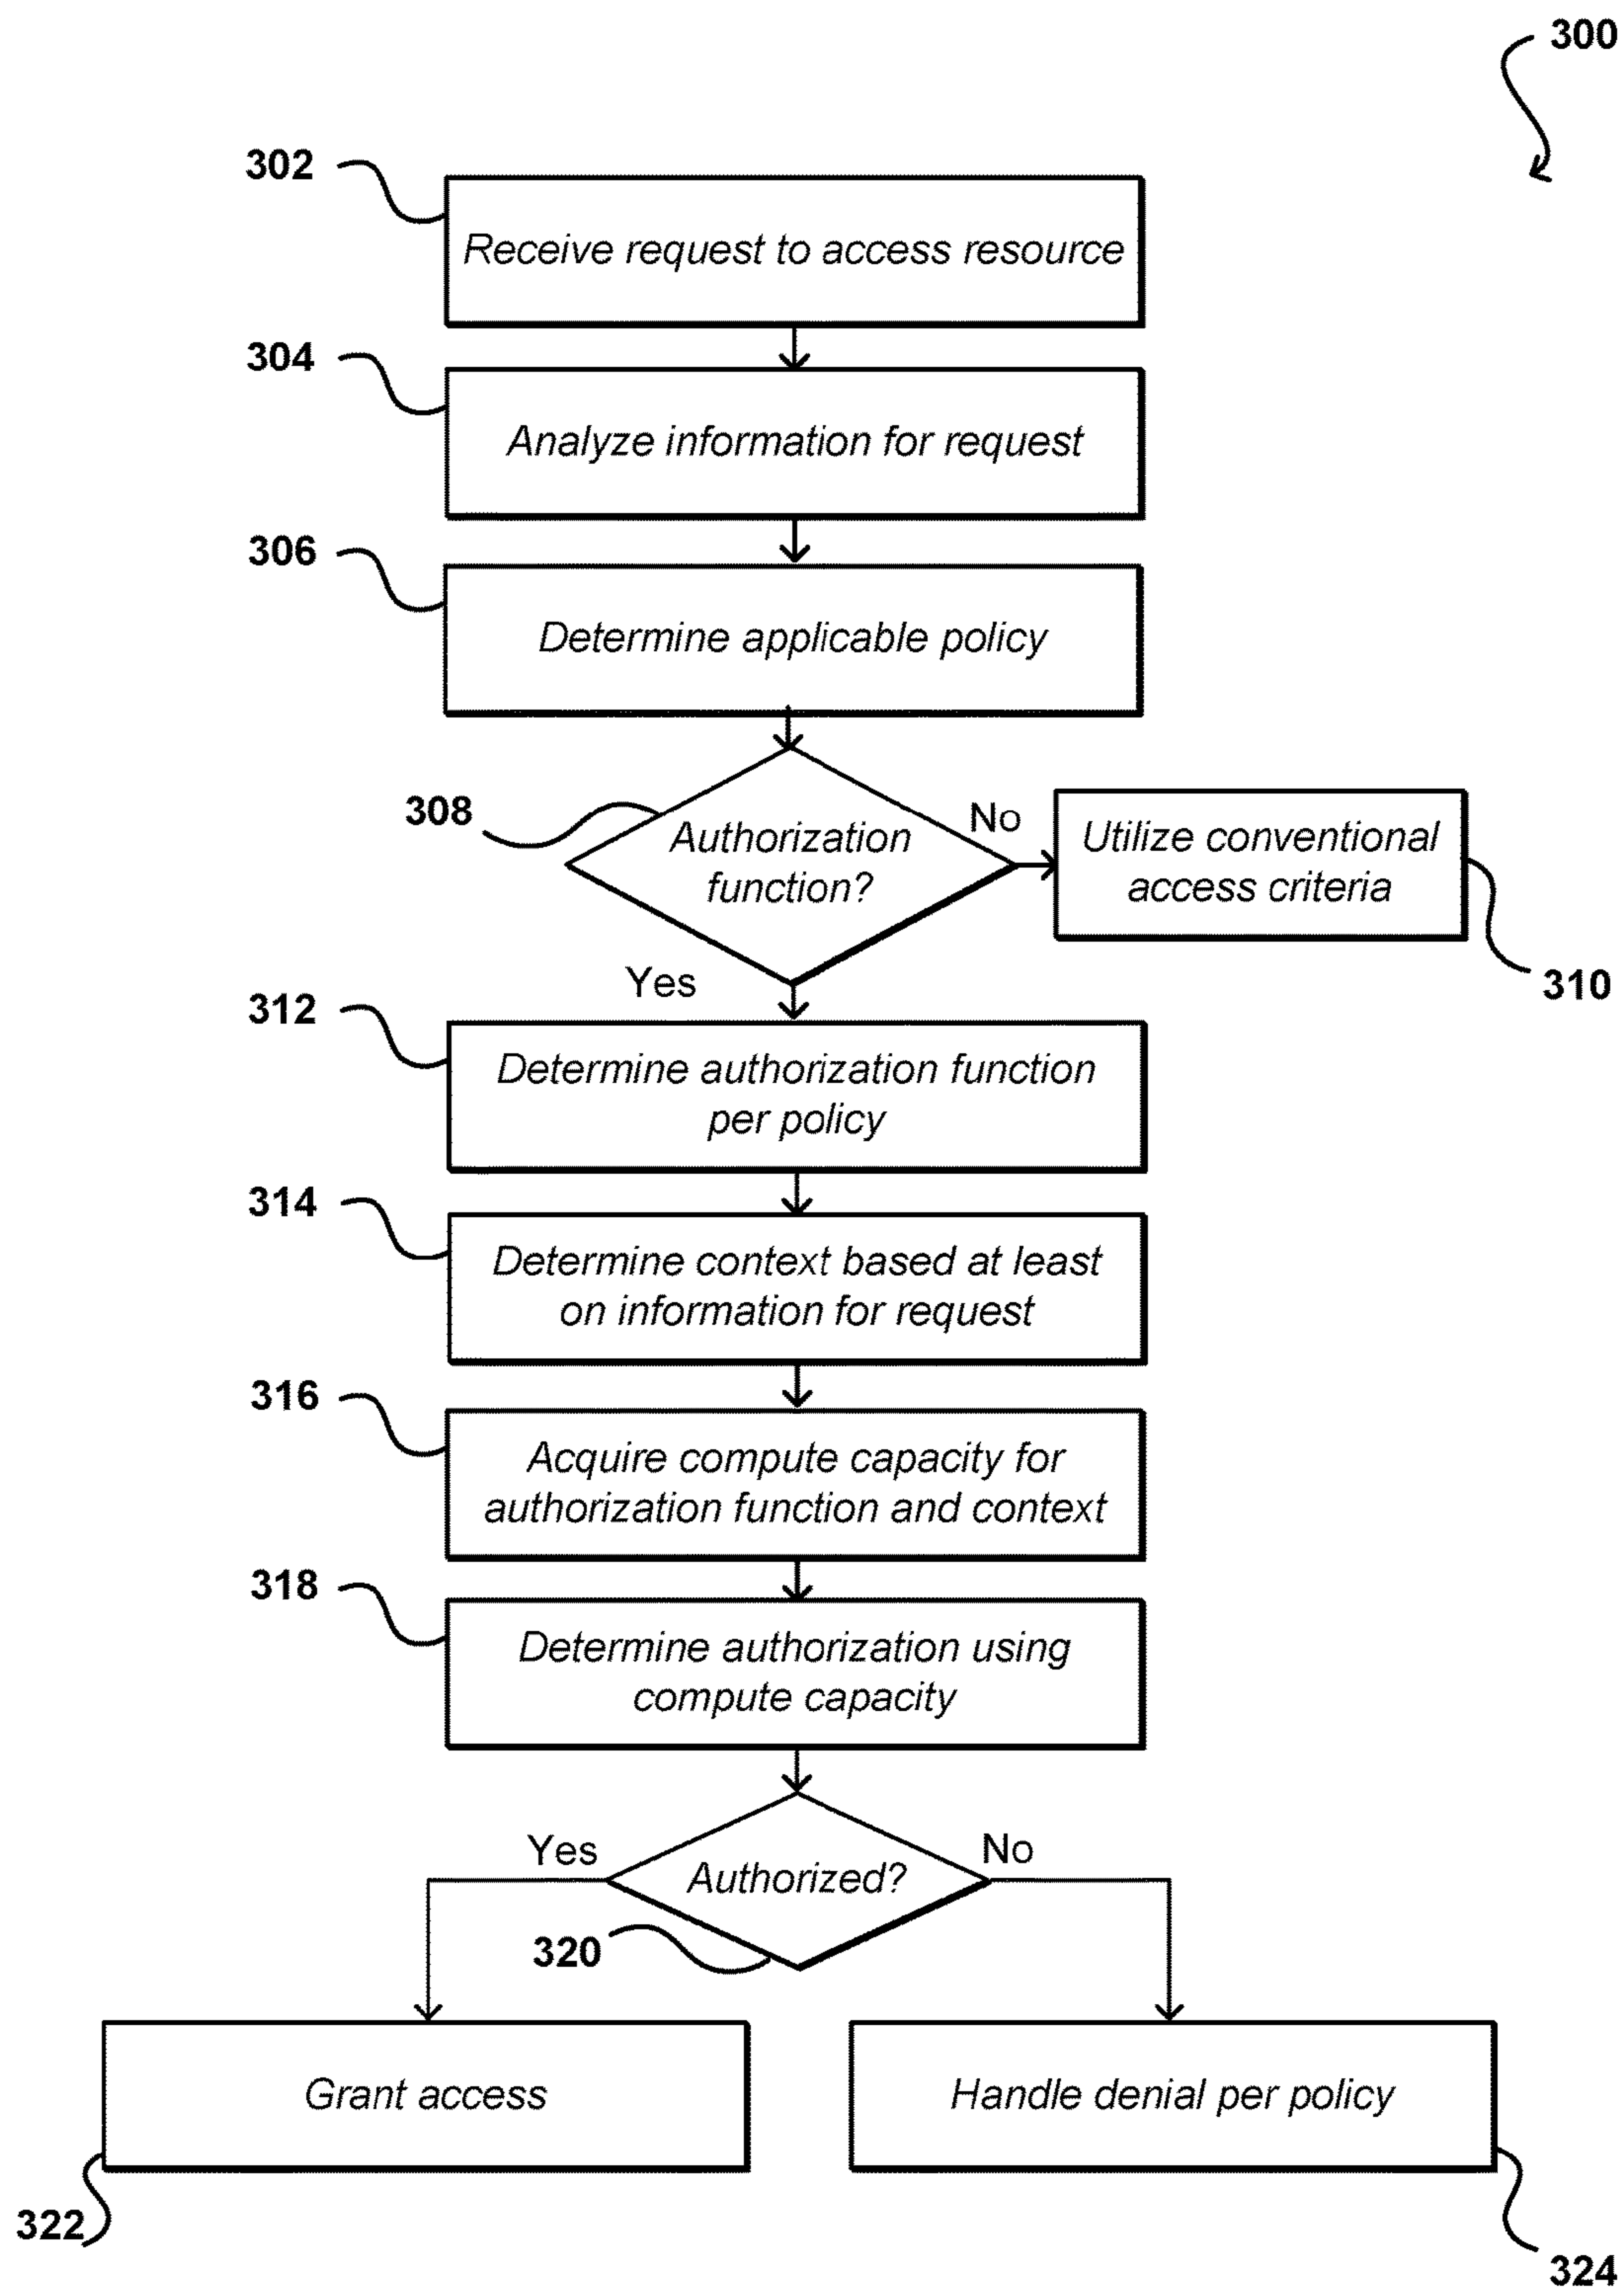 300
302
Receive request to access resource
304
Analyze information for request
306
Determine applicable policy
308
Authorization
function?
No
Utilize conventional
access criteria
310
Yes
312
Determine authorization function
per policy
314
Determine context based at least
on information for request
316
Acquire compute capacity for
authorization function and context
318
Determine authorization using
compute capacity
Yes
Authorized?
No
320
Grant access
Handle denial per policy
322
324